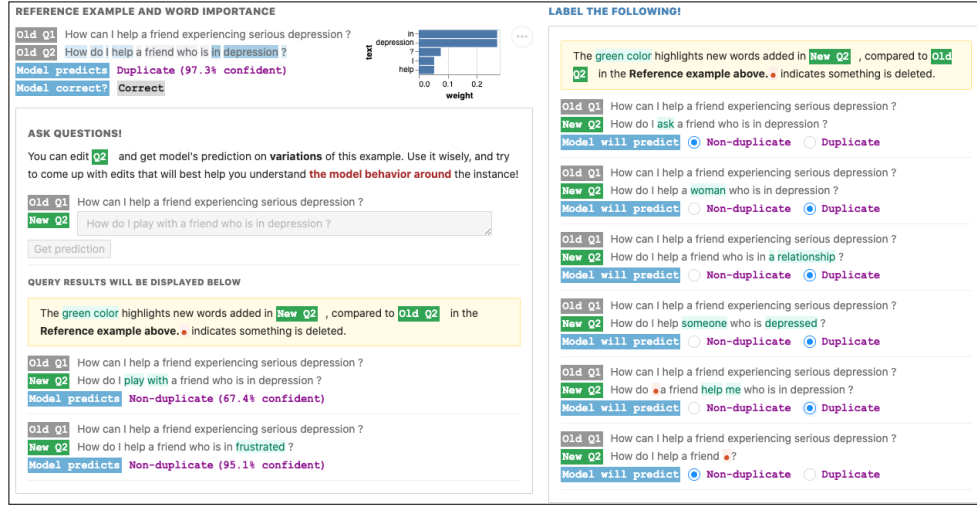 REFERENCE EXAMPLE AND WORD IMPORTANCE
Old Q1 How can I help a friend experiencing serious depression ?
Old Q2 How do I help a friend who is in depression ?
Model predicts Duplicate (97.3% confident)
Model correct? Correct
text
in
depression
?
I
help
0.0 0.1 0.2
weight
ASK QUESTIONS!
You can edit Q2 and get model's prediction on variations of this example. Use it wisely, and try
to come up with edits that will best help you understand the model behavior around the instance!
Old Q1 How can I help a friend experiencing serious depression ?
New Q2 How do I play with a friend who is in depression ?
Get prediction
QUERY RESULTS WILL BE DISPLAYED BELOW
The green color highlights new words added in New Q2 , compared to Old Q2 in the
Reference example above. • indicates something is deleted.
Old Q1 How can I help a friend experiencing serious depression ?
New Q2 How do I play with a friend who is in depression ?
Model predicts Non-duplicate (67.4% confident)
Old Q1 How can I help a friend experiencing serious depression ?
New Q2 How do I help a friend who is in frustrated ?
Model predicts Non-duplicate (95.1% confident)
LABEL THE FOLLOWING!
The green color highlights new words added in New Q2 , compared to Old
Q2 in the Reference example above. • indicates something is deleted.
Old Q1 How can I help a friend experiencing serious depression ?
New Q2 How do I ask a friend who is in depression ?
Model will predict Non-duplicate Duplicate
Old Q1 How can I help a friend experiencing serious depression ?
New Q2 How do I help a woman who is in depression ?
Model will predict Non-duplicate Duplicate
Old Q1 How can I help a friend experiencing serious depression ?
New Q2 How do I help a friend who is in a relationship ?
Model will predict Non-duplicate Duplicate
Old Q1 How can I help a friend experiencing serious depression ?
New Q2 How do I help someone who is depressed ?
Model will predict Non-duplicate Duplicate
Old Q1 How can I help a friend experiencing serious depression ?
New Q2 How do • a friend help me who is in depression ?
Model will predict Non-duplicate Duplicate
Old Q1 How can I help a friend experiencing serious depression ?
New Q2 How do I help a friend • ?
Model will predict Non-duplicate Duplicate